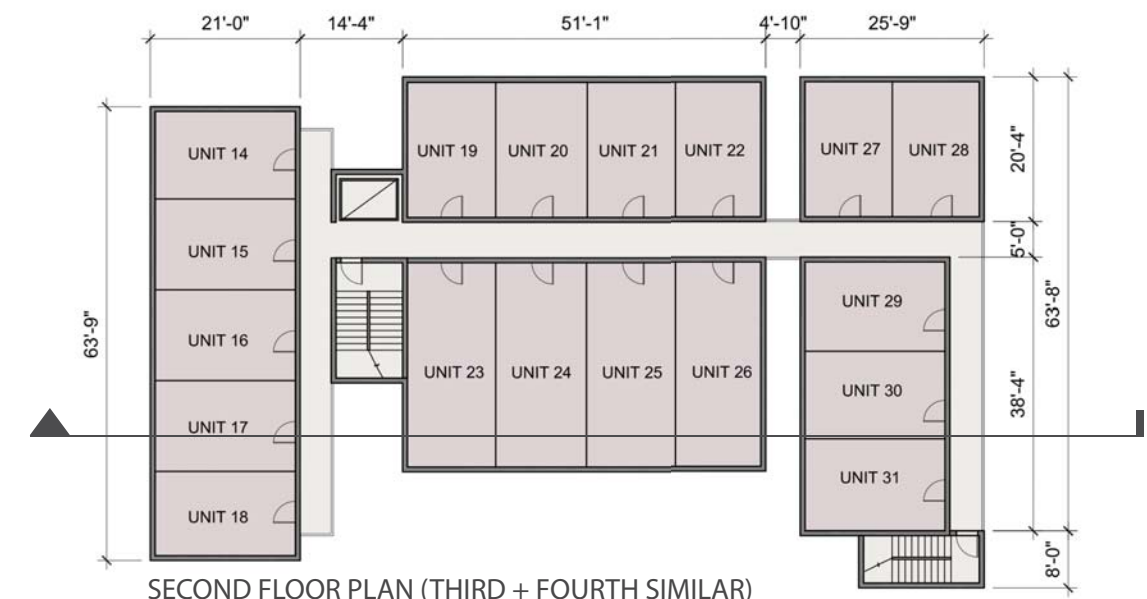 21'-0"
14'-4"
51'-1"
4'-10"
25'-9"
63'-9"
UNIT 14
UNIT 15
UNIT 16
UNIT 17
UNIT 18
UNIT 19
UNIT 20
UNIT 21
UNIT 22
UNIT 23
UNIT 24
UNIT 25
UNIT 26
UNIT 27
UNIT 28
UNIT 29
UNIT 30
UNIT 31
20'-4"
5'-0"
38'-4"
63'-8"
8'-0"
SECOND FLOOR PLAN (THIRD + FOURTH SIMILAR)